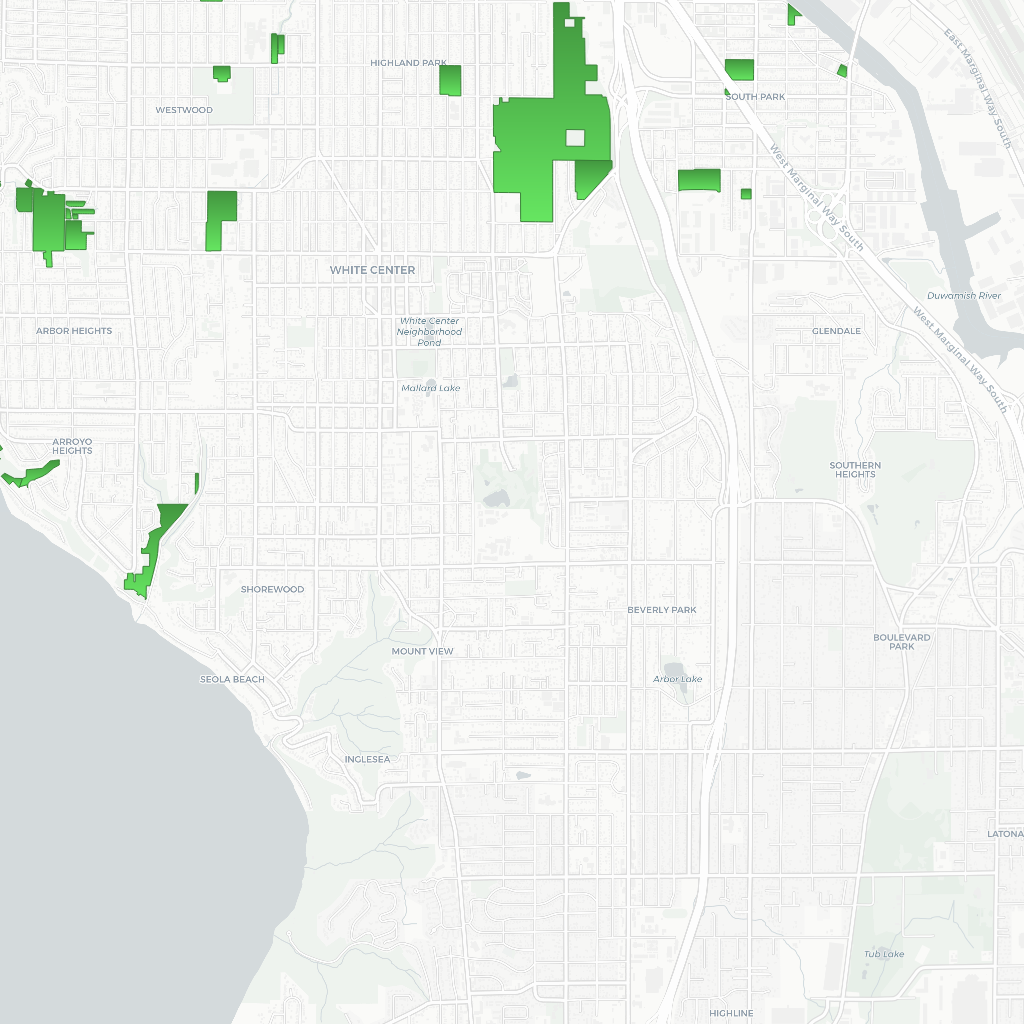 East Marginal Way South
HIGHLAND PARK
SOUTH PARK
WESTWOOD
West Marginal Way South
WHITE CENTER
Duwamish River
White Center
Neighborhood
Pond
ARBOR HEIGHTS
GLENDALE
West Marginal Way South
Mallard Lake
ARROYO
HEIGHTS
SOUTHERN
HEIGHTS
SHOREWOOD
BEVERLY PARK
BOULEVARD
PARK
MOUNT VIEW
SEOLA BEACH
Arbor Lake
INGLESEA
LATONA
Tub Lake
HIGHLINE